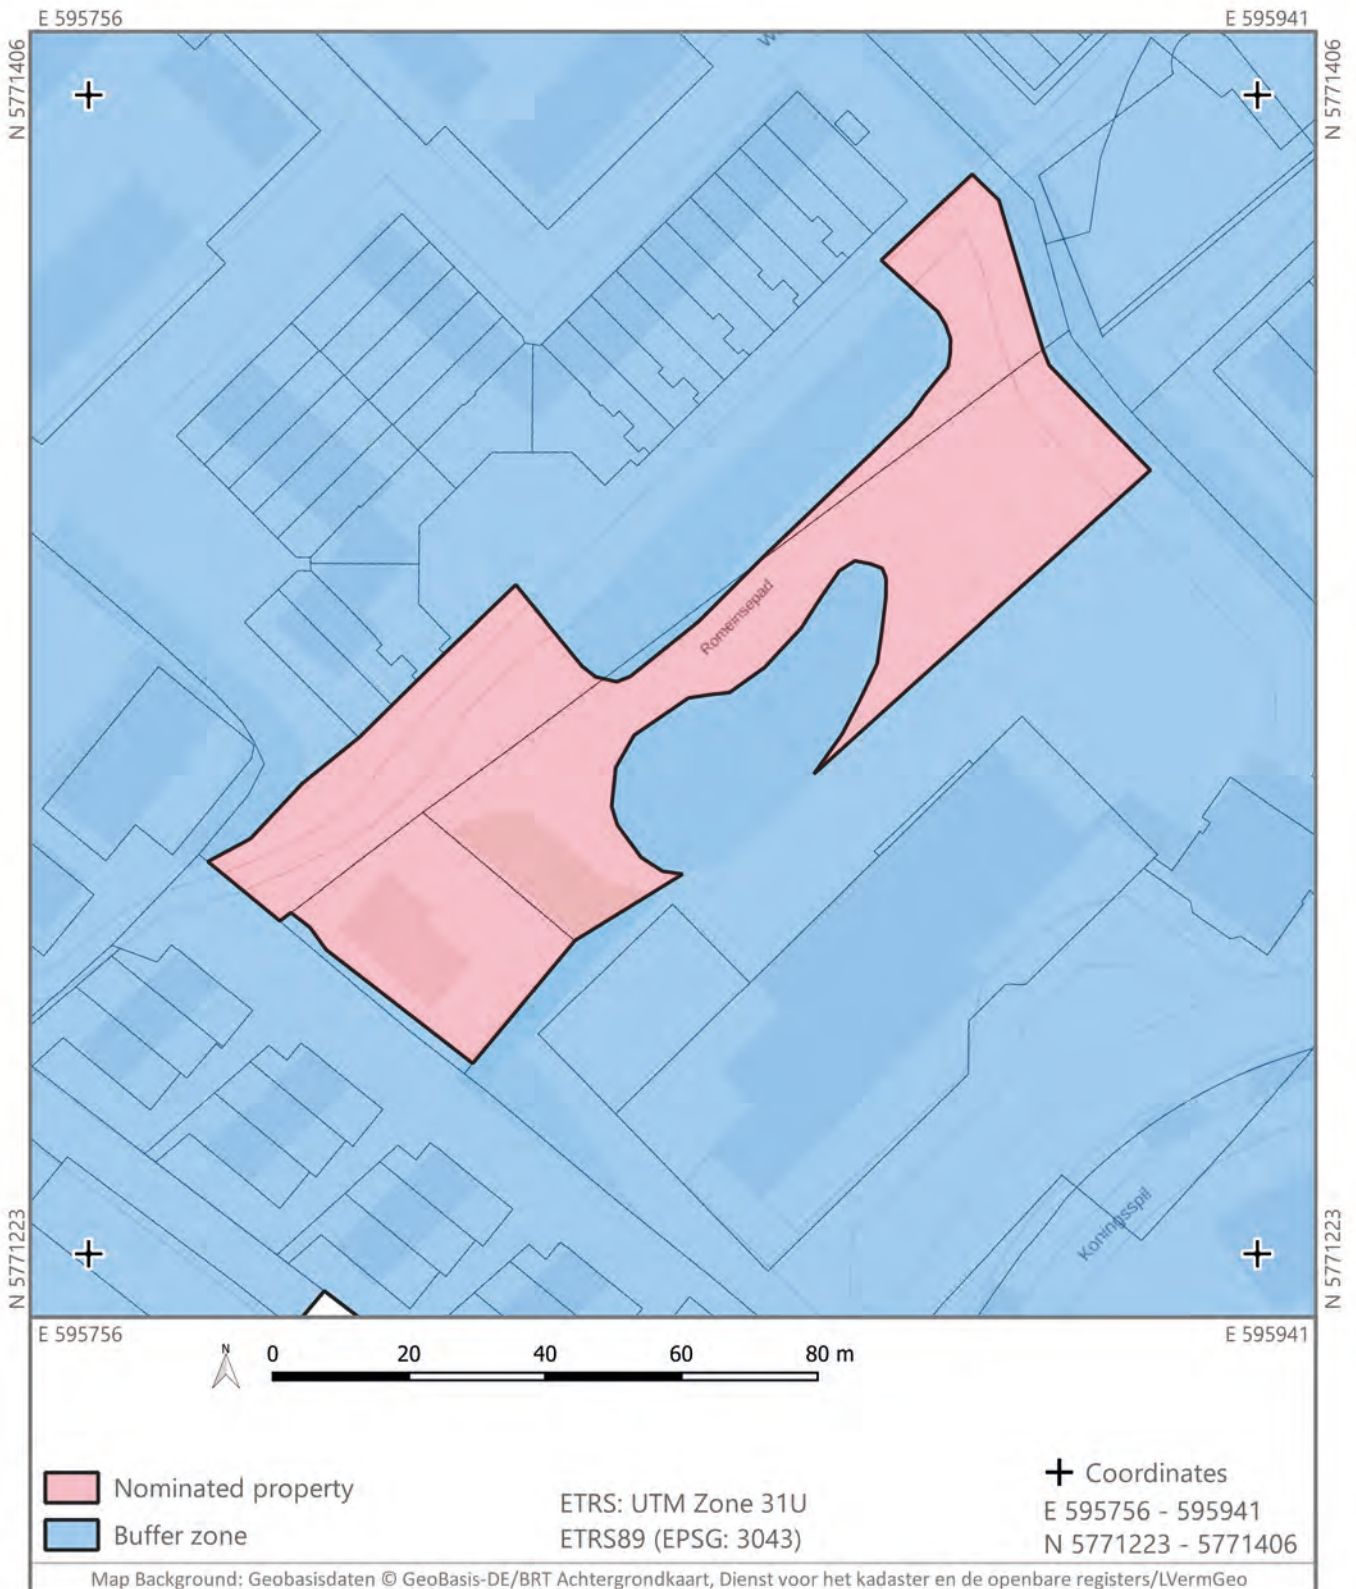 E 595756
E 595941
N 5771406
N 5771406
Romeinsepad
Koningsspil
N 5771223
N 5771223
E 595756
E 595941
N
0 20 40 60 80 m
Nominated property
Buffer zone
ETRS: UTM Zone 31U
ETRS89 (EPSG: 3043)
Coordinates
E 595756 - 595941
N 5771223 - 5771406
Map Background: Geobasisdaten © GeoBasis-DE/BRT Achtergrondkaart, Dienst voor het kadaster en de openbare registers/LVermGeo